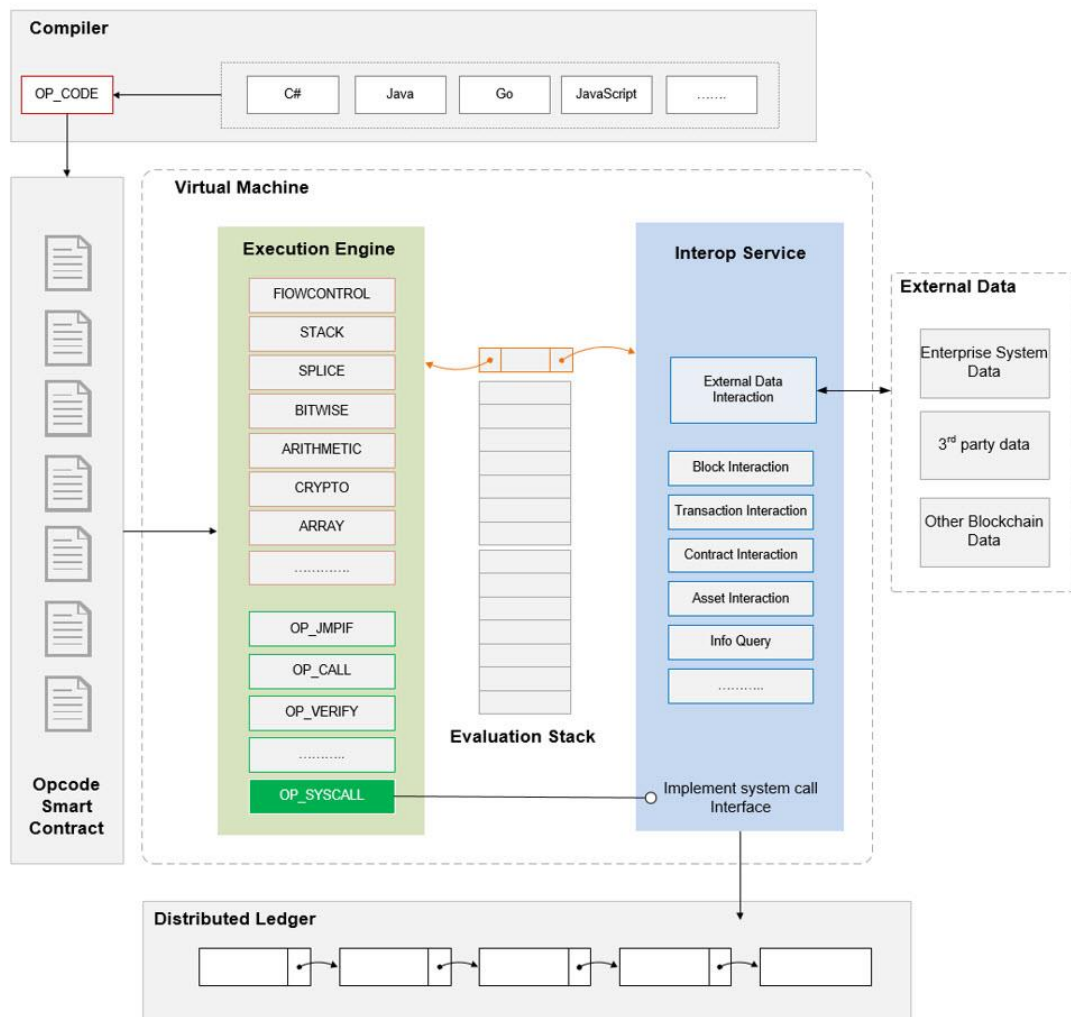 Compiler
OP_CODE
C#
Java
Go
JavaScript
.......
Virtual Machine
Execution Engine
FIOWCONTROL
STACK
SPLICE
BITWISE
ARITHMETIC
CRYPTO
ARRAY
.............
OP_JMPIF
OP_CALL
OP_VERIFY
...........
OP_SYSCALL
Evaluation Stack
Interop Service
External Data
Interaction
Block Interaction
Transaction Interaction
Contract Interaction
Asset Interaction
Info Query
...........
Implement system call
Interface
External Data
Enterprise System
Data
3rd party data
Other Blockchain
Data
Opcode
Smart
Contract
Distributed Ledger